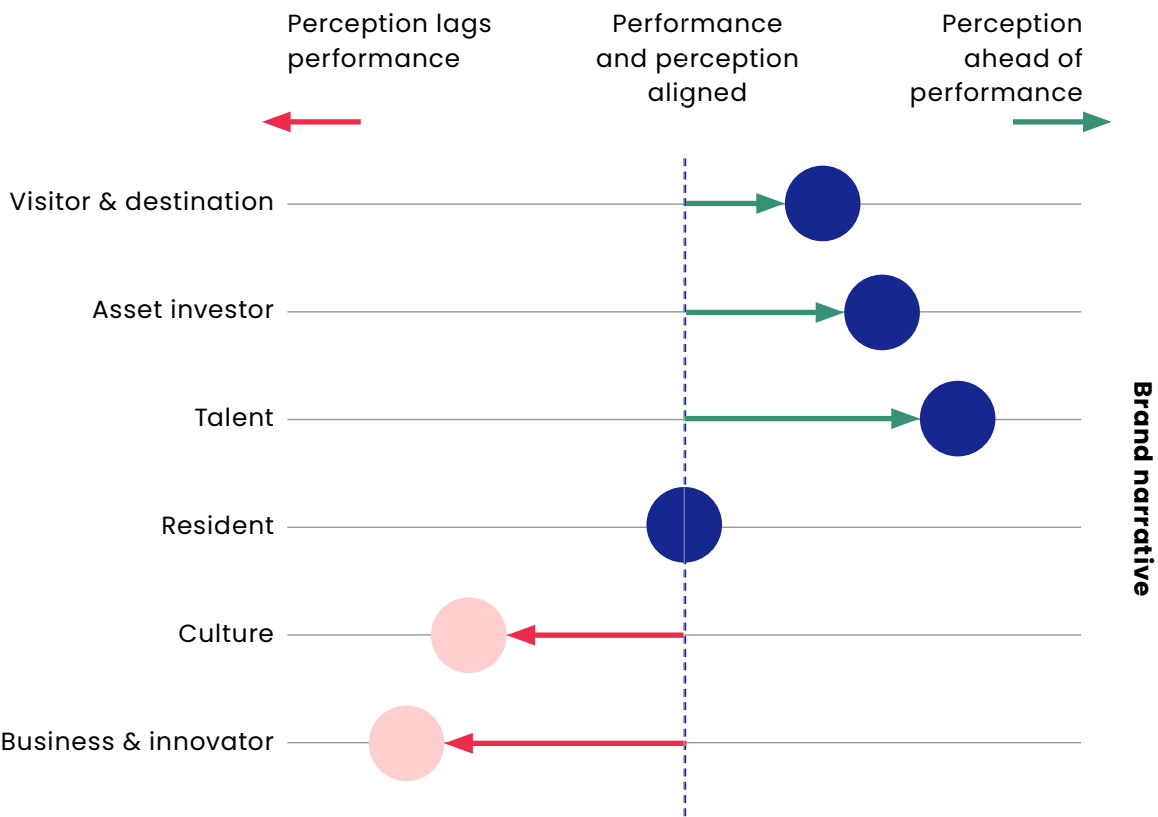 Perception lags
performance
Performance
and perception
aligned
Perception
ahead of
performance
Visitor & destination
Asset investor
Talent
Resident
Culture
Business & innovator
Brand narrative